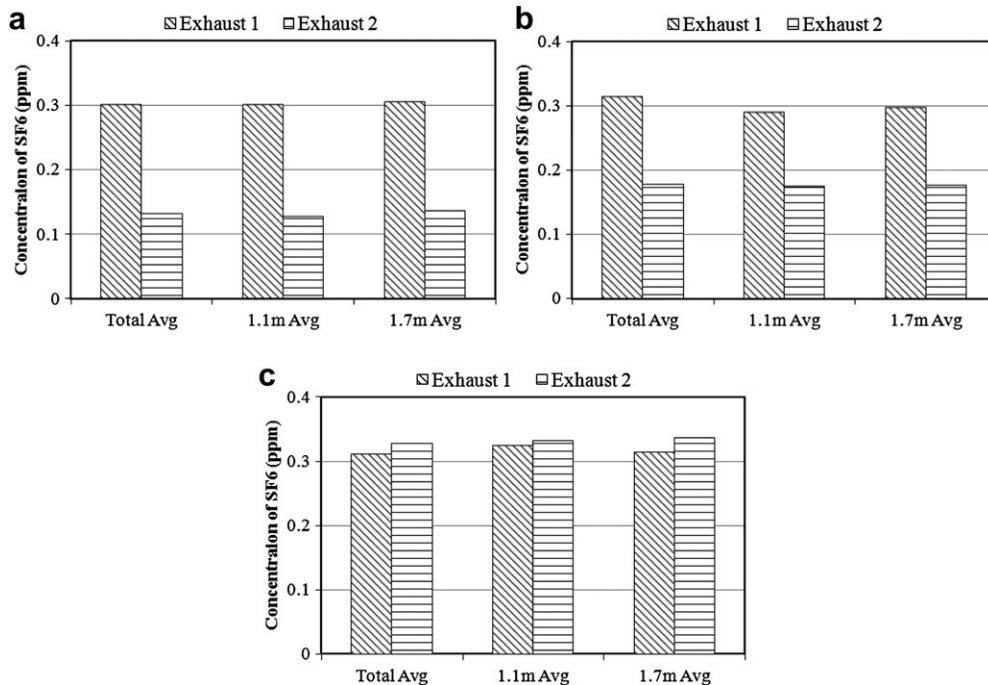 a
Exhaust 1 Exhaust 2
Concentraion of SF6 (ppm)
0.4
0.3
0.2
0.1
0
Total Avg 1.1m Avg 1.7m Avg
b
Exhaust 1 Exhaust 2
Concentraion of SF6 (ppm)
0.4
0.3
0.2
0.1
0
Total Avg 1.1m Avg 1.7m Avg
c
Exhaust 1 Exhaust 2
Concentraion of SF6 (ppm)
0.4
0.3
0.2
0.1
0
Total Avg 1.1m Avg 1.7m Avg